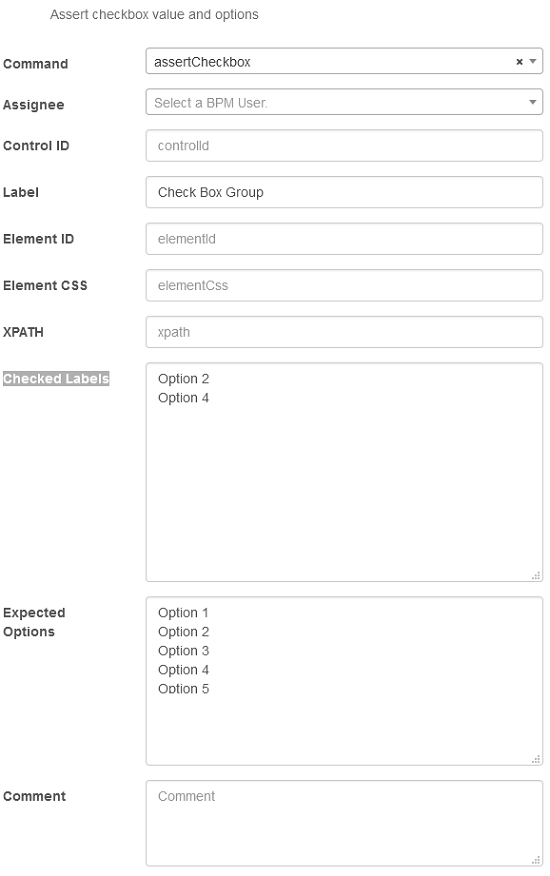 Assert checkbox value and options
Command
assertCheckbox
Assignee
Select a BPM User.
Control ID
controlId
Label
Check Box Group
Element ID
elementId
Element CSS
elementCss
XPATH
xpath
Checked Labels
Option 2
Option 4
Expected
Options
Option 1
Option 2
Option 3
Option 4
Option 5
Comment
Comment